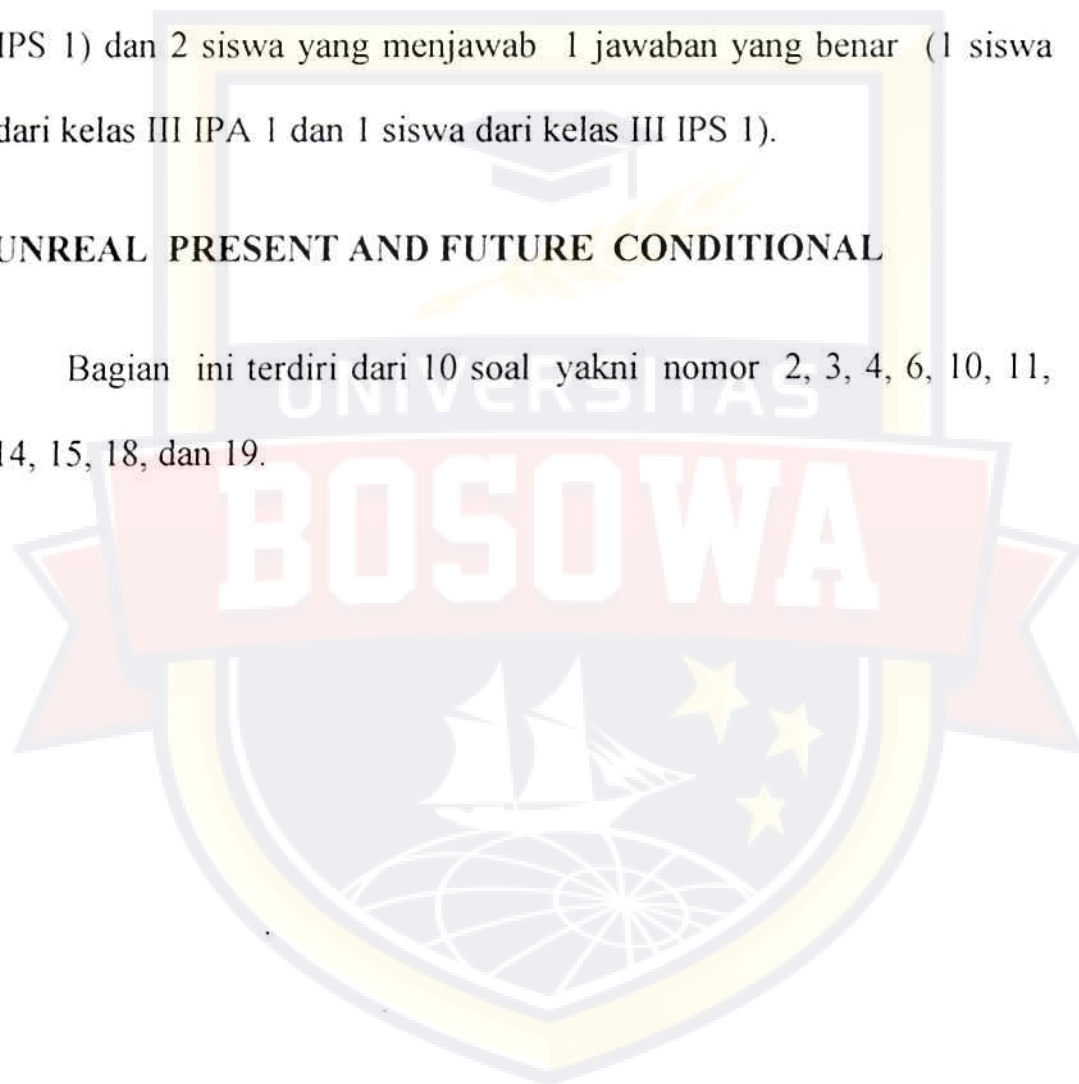 IPS 1) dan 2 siswa yang menjawab 1 jawaban yang benar (1 siswa
dari kelas III IPA 1 dan 1 siswa dari kelas III IPS 1).
UNREAL PRESENT AND FUTURE CONDITIONAL
Bagian ini terdiri dari 10 soal yakni nomor 2, 3, 4, 6, 10, 11,
UNIVERSITAS
14, 15, 18, dan 19.
BOSOWA